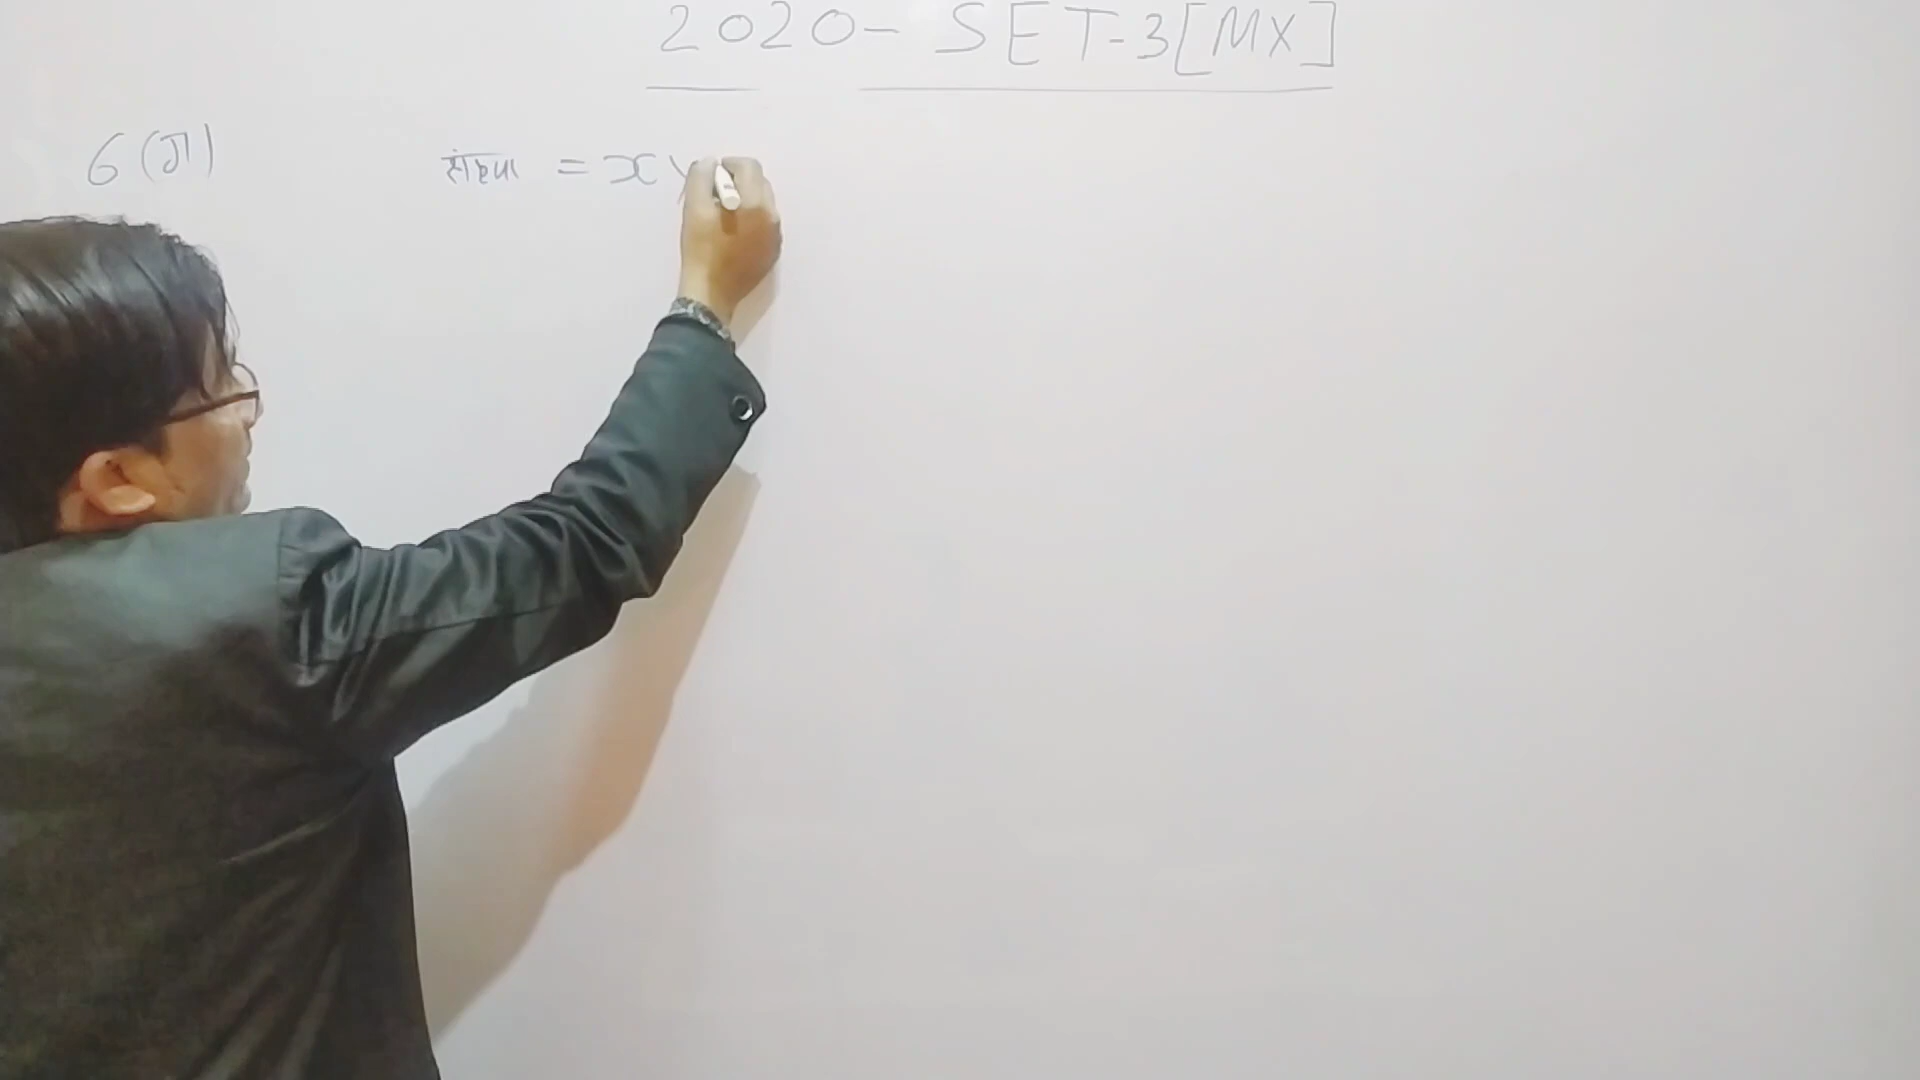 2020- SET-3[MX]
6(ग) संख्या = xy